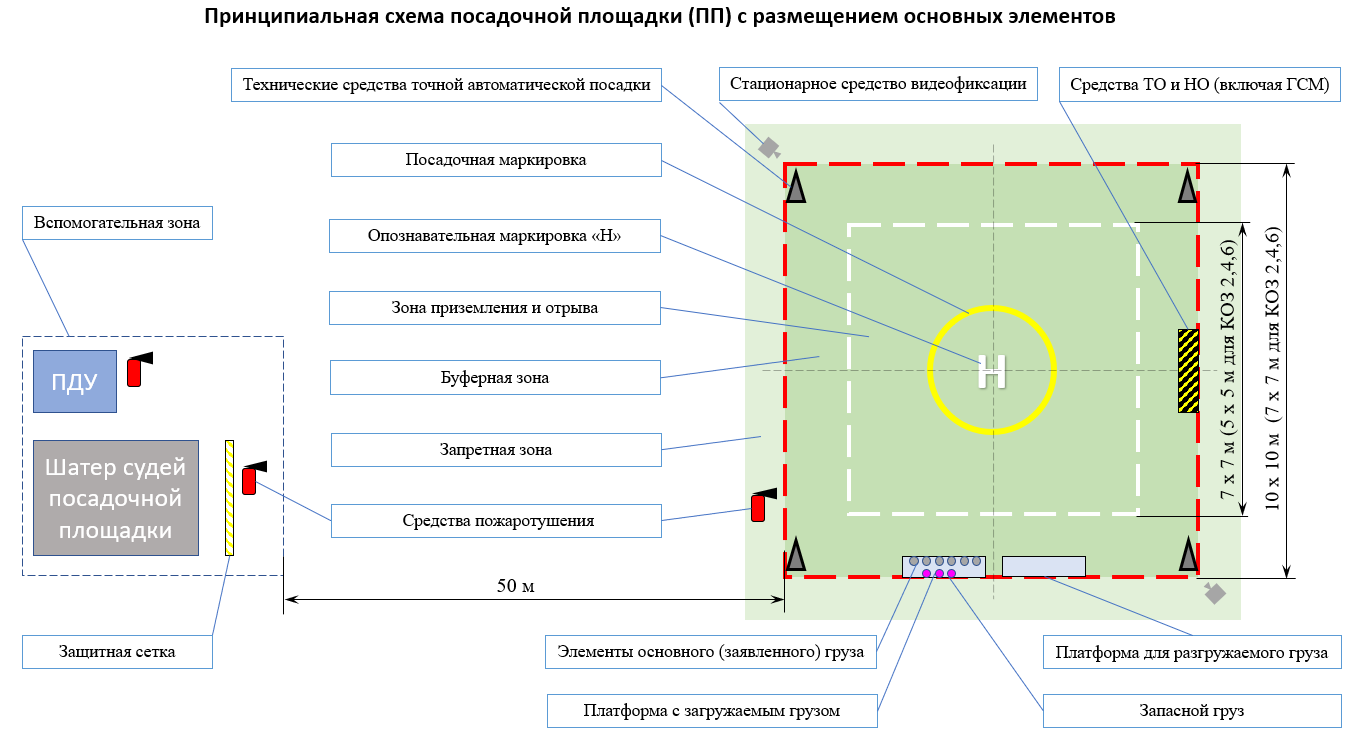 Принципиальная схема посадочной площадки (ПП) с размещением основных элементов
Технические средства точной автоматической посадки
Стационарное средство видеофиксации
Средства ТО и НО (включая ГСМ)
Посадочная маркировка
Вспомогательная зона
Опознавательная маркировка «Н»
Зона приземления и отрыва
Буферная зона
Запретная зона
Средства пожаротушения
ПДУ
Шатер судей
посадочной
площадки
Н
7 х 7 м (5 х 5 м для КОЗ 2,4,6)
10 х 10 м (7 х 7 м для КОЗ 2,4,6)
50 м
Защитная сетка
Элементы основного (заявленного) груза
Платформа для разгружаемого груза
Платформа с загружаемым грузом
Запасной груз